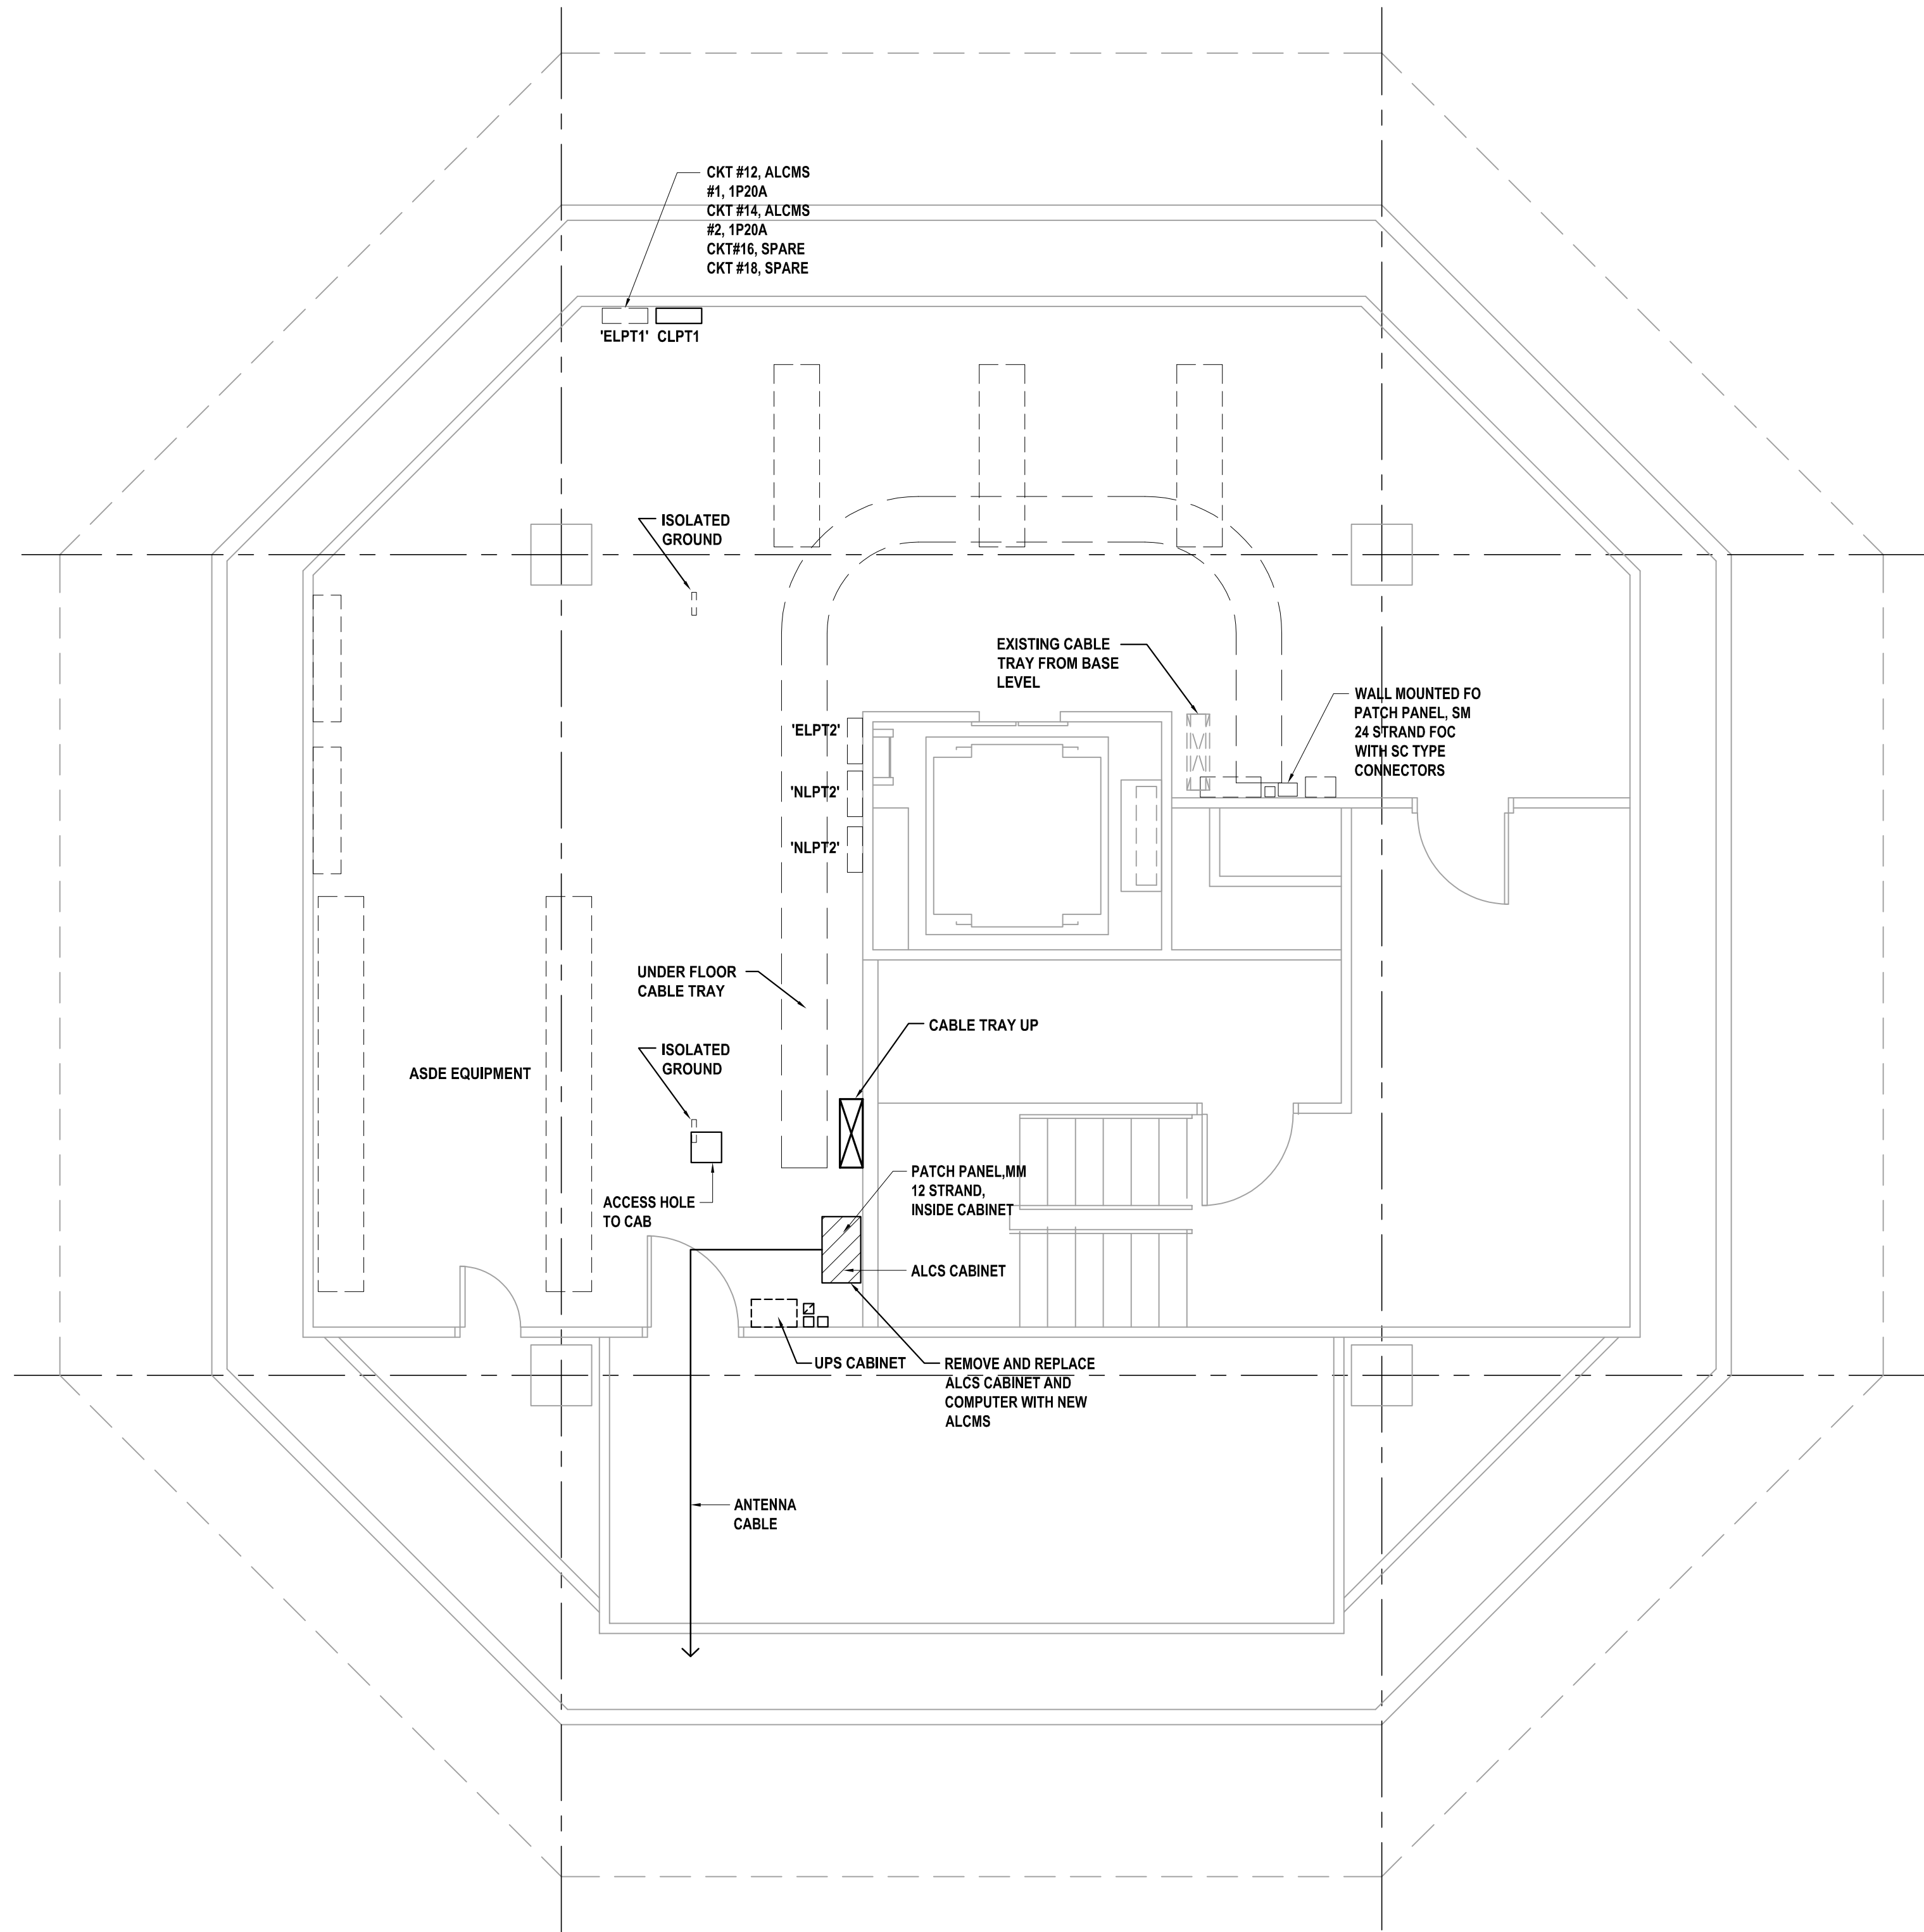 CKT #12, ALCMS
#1, 1P20A
CKT #14, ALCMS
#2, 1P20A
CKT#16, SPARE
CKT #18, SPARE
'ELPT1' CLPT1
ISOLATED
GROUND
EXISTING CABLE
TRAY FROM BASE
LEVEL
WALL MOUNTED FO
PATCH PANEL, SM
24 STRAND FOC
WITH SC TYPE
CONNECTORS
'ELPT2'
'NLPT2'
'NLPT2'
UNDER FLOOR
CABLE TRAY
CABLE TRAY UP
ISOLATED
GROUND
ASDE EQUIPMENT
PATCH PANEL,MM
12 STRAND,
INSIDE CABINET
ACCESS HOLE
TO CAB
ALCS CABINET
UPS CABINET
REMOVE AND REPLACE
ALCS CABINET AND
COMPUTER WITH NEW
ALCMS
ANTENNA
CABLE